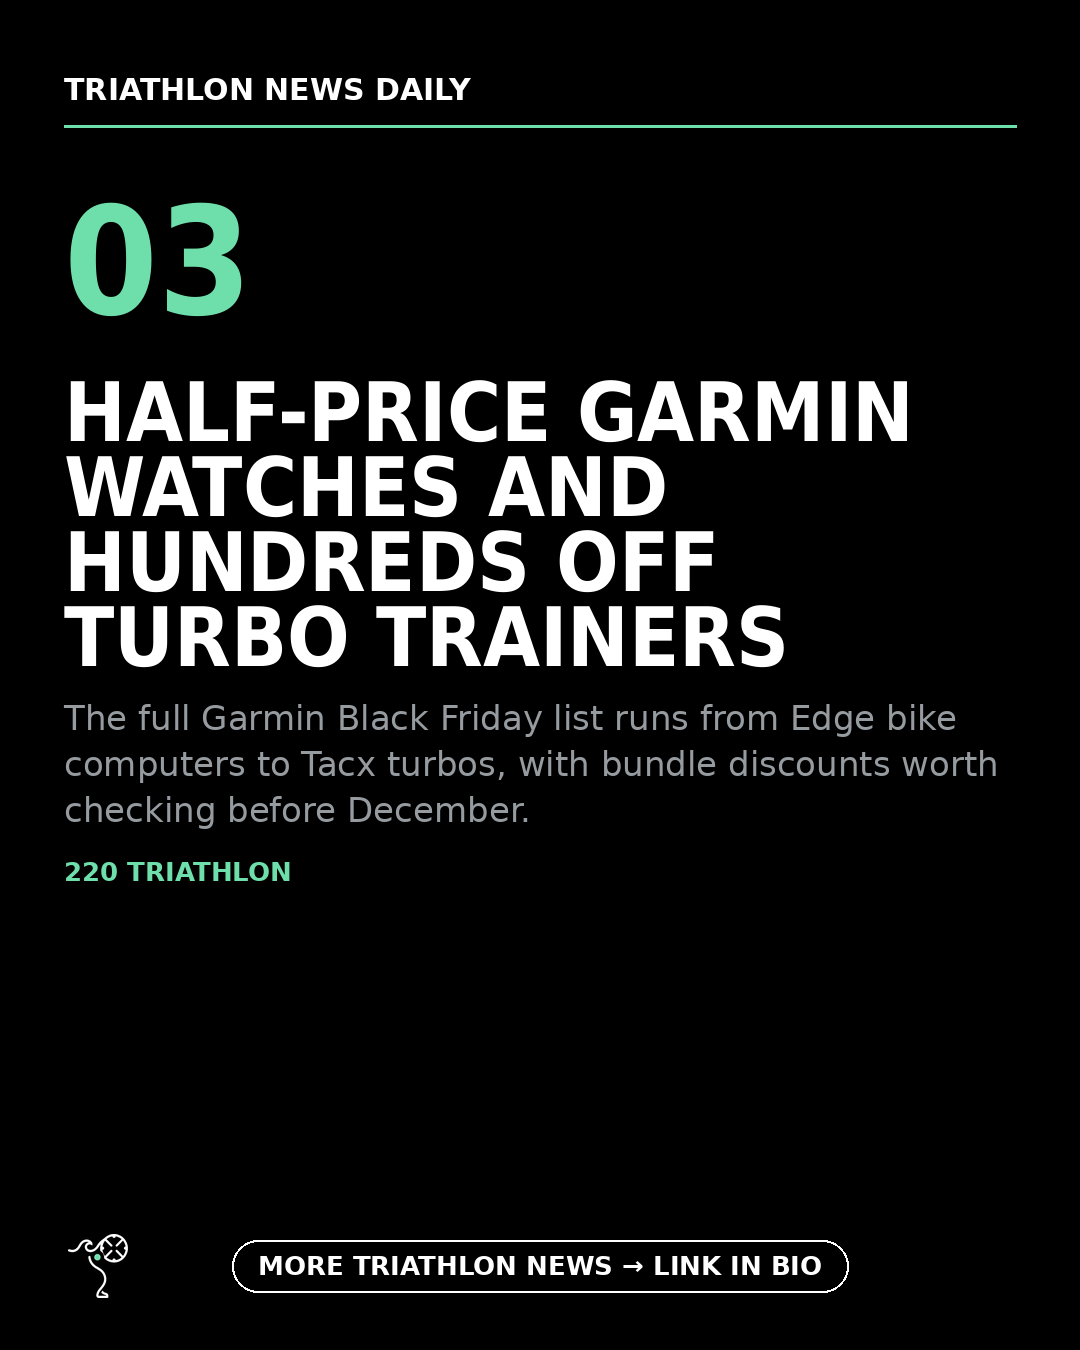 TRIATHLON NEWS DAILY
03
HALF-PRICE GARMIN
WATCHES AND
HUNDREDS OFF
TURBO TRAINERS
The full Garmin Black Friday list runs from Edge bike
computers to Tacx turbos, with bundle discounts worth
checking before December.
220 TRIATHLON
MORE TRIATHLON NEWS → LINK IN BIO